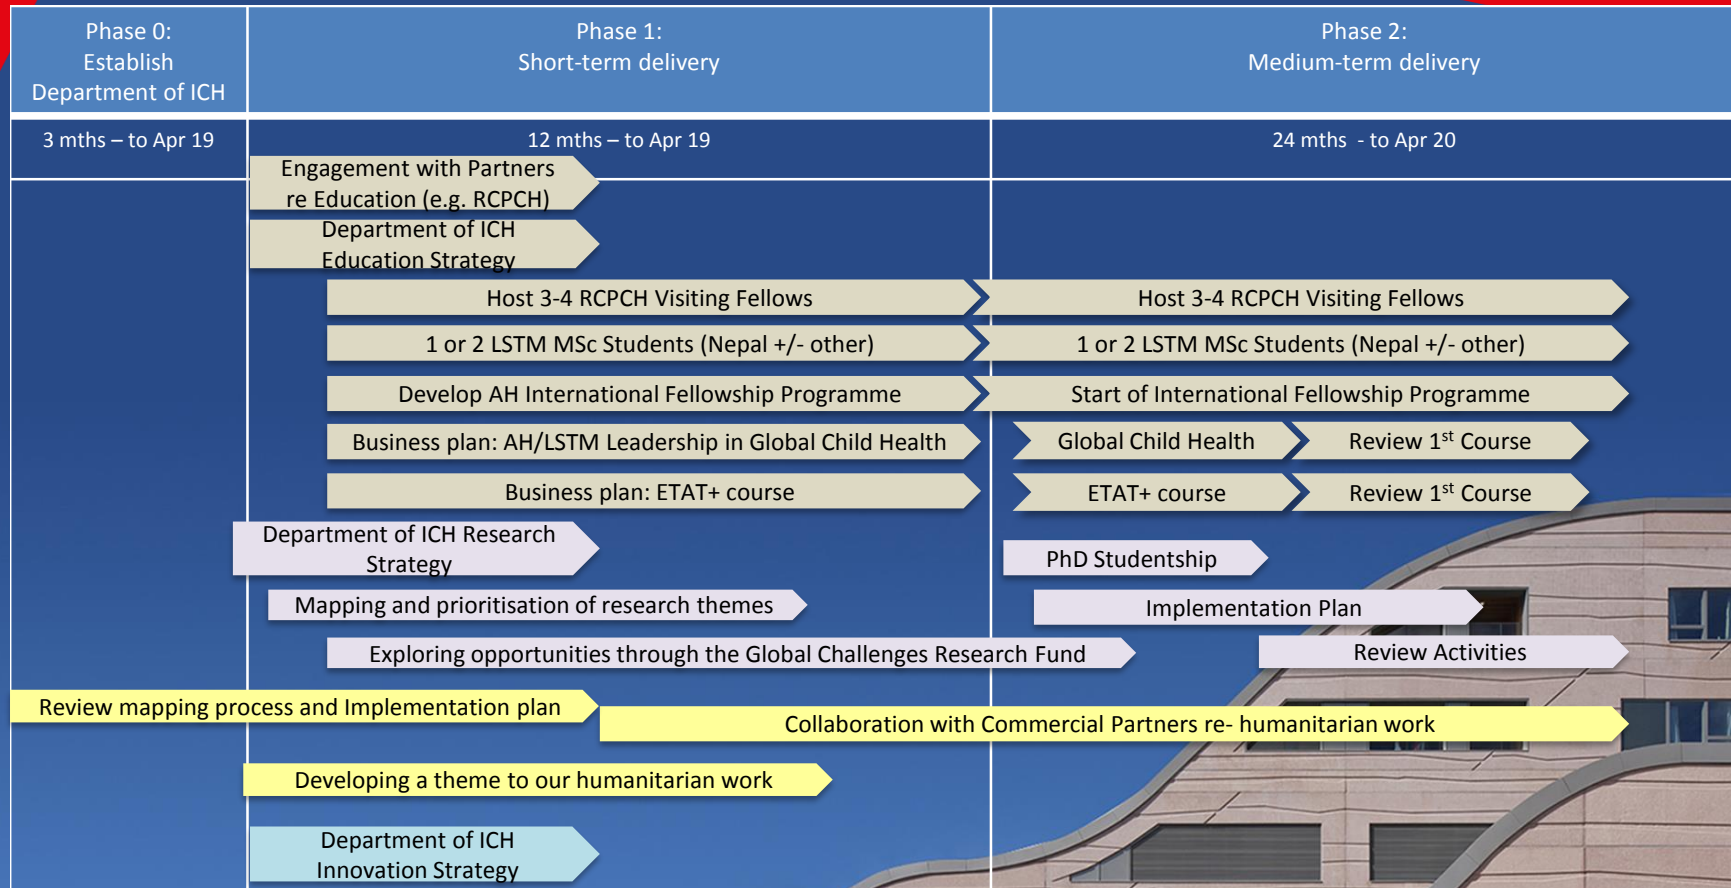 Phase 0:
Establish
Department of ICH
Phase 1:
Short-term delivery
Phase 2:
Medium-term delivery
3 mths – to Apr 19
12 mths – to Apr 19
24 mths - to Apr 20
Engagement with Partners
re Education (e.g. RCPCH)
Department of ICH
Education Strategy
Host 3-4 RCPCH Visiting Fellows
Host 3-4 RCPCH Visiting Fellows
1 or 2 LSTM MSc Students (Nepal +/- other)
1 or 2 LSTM MSc Students (Nepal +/- other)
Develop AH International Fellowship Programme
Start of International Fellowship Programme
Business plan: AH/LSTM Leadership in Global Child Health
Global Child Health
Review 1st Course
Business plan: ETAT+ course
ETAT+ course
Review 1st Course
Department of ICH Research
Strategy
PhD Studentship
Mapping and prioritisation of research themes
Implementation Plan
Exploring opportunities through the Global Challenges Research Fund
Review Activities
Review mapping process and Implementation plan
Collaboration with Commercial Partners re- humanitarian work
Developing a theme to our humanitarian work
Department of ICH
Innovation Strategy